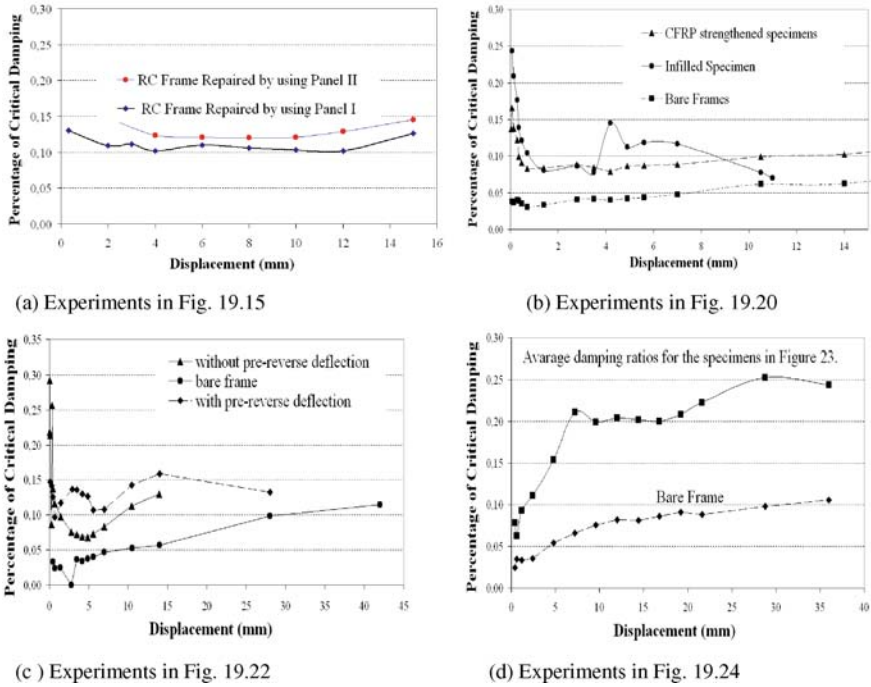 Percentage of Critical Damping
0,30
0,25
0,20
0,15
0,10
0,05
0,00
RC Frame Repaired by using Panel II
RC Frame Repaired by using Panel I
0 2 4 6 8 10 12 14 16
Displacement (mm)
(a) Experiments in Fig. 19.15
Percentage of Critical Damping
0,30
0,25
0,20
0,15
0,10
0,05
0,00
CFRP strengthened specimens
Infilled Specimen
Bare Frames
0 2 4 6 8 10 12 14
Displacement (mm)
(b) Experiments in Fig. 19.20
Percentage of Critical Damping
0,35
0,30
0,25
0,20
0,15
0,10
0,05
0,00
without pre-reverse deflection
bare frame
with pre-reverse deflection
0 5 10 15 20 25 30 35 40 45
Displacement (mm)
(c ) Experiments in Fig. 19.22
Percentage of Critical Damping
0,30
0,25
0,20
0,15
0,10
0,05
0,00
Avarage damping ratios for the specimens in Figure 23.
Bare Frame
0 5 10 15 20 25 30 35 40
Displacement (mm)
(d) Experiments in Fig. 19.24